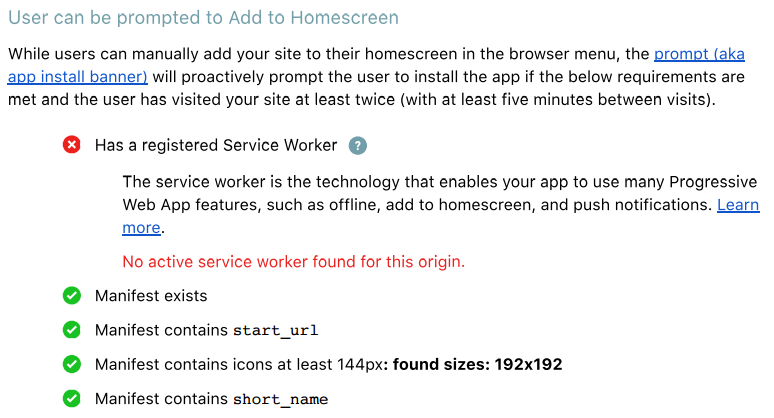 User can be prompted to Add to Homescreen
While users can manually add your site to their homescreen in the browser menu, the prompt (aka
app install banner) will proactively prompt the user to install the app if the below requirements are
met and the user has visited your site at least twice (with at least five minutes between visits).
Has a registered Service Worker ?
The service worker is the technology that enables your app to use many Progressive
Web App features, such as offline, add to homescreen, and push notifications. Learn
more.
No active service worker found for this origin.
Manifest exists
Manifest contains start_url
Manifest contains icons at least 144px: found sizes: 192x192
Manifest contains short_name